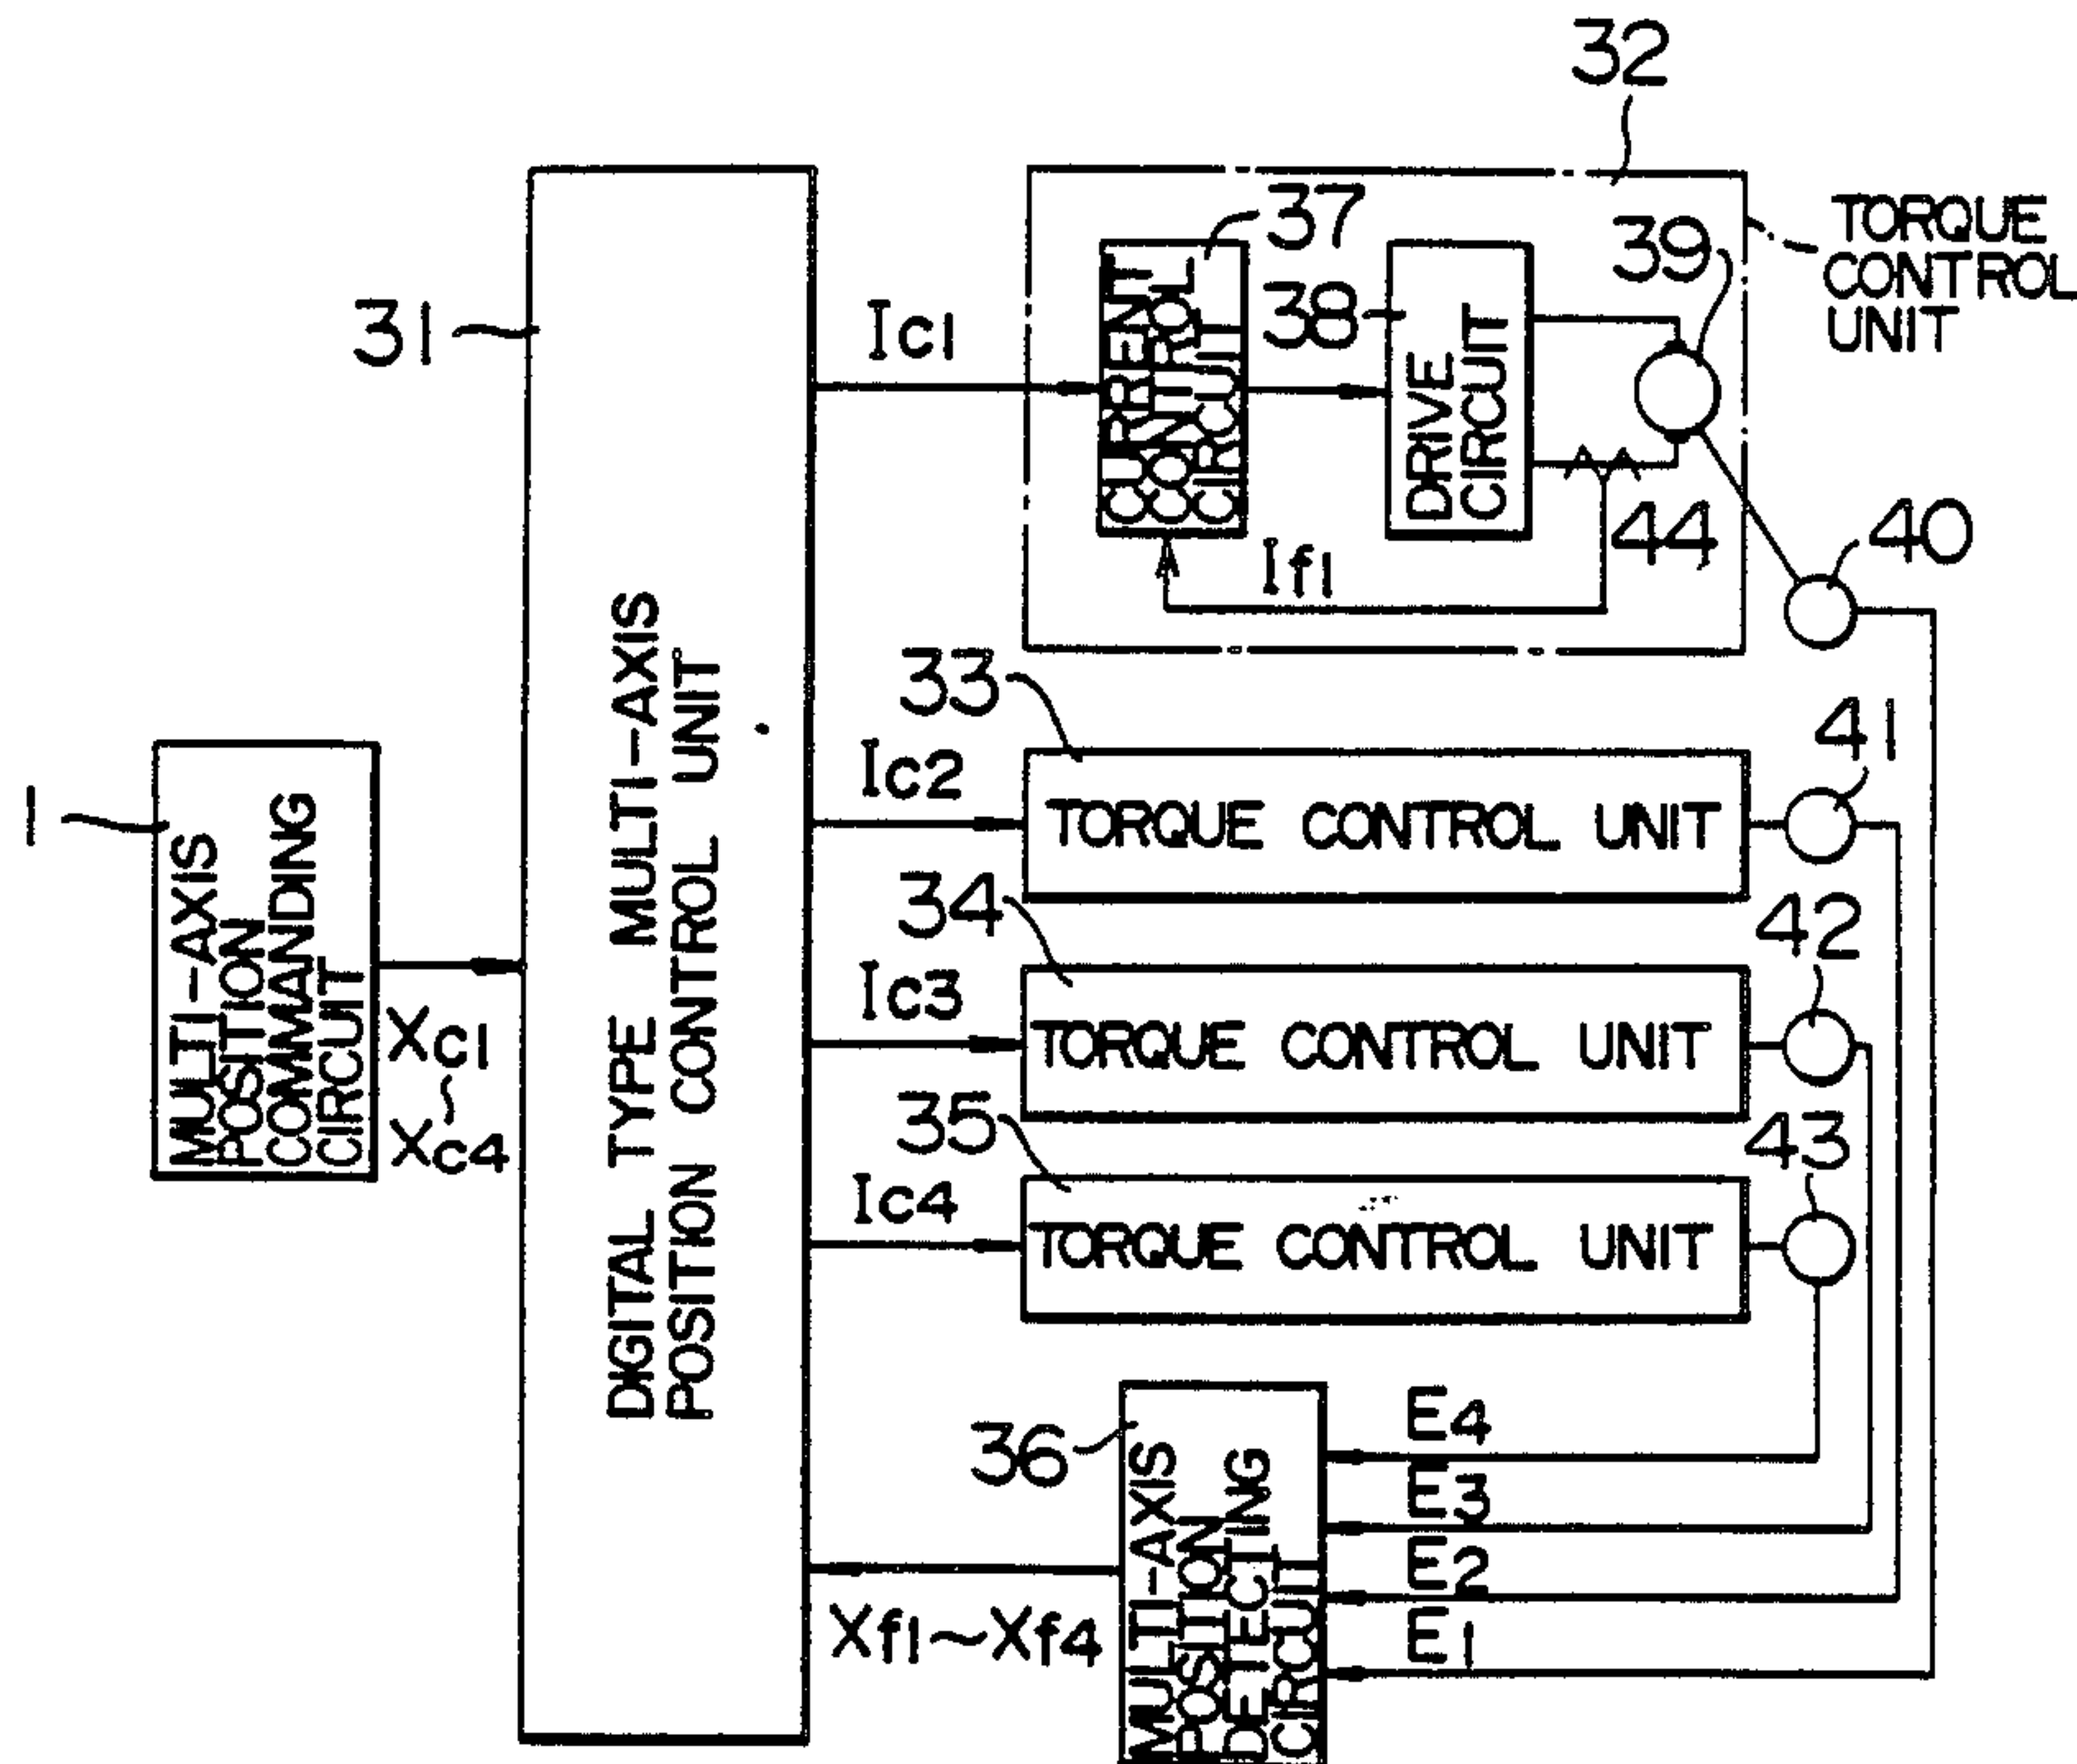 32
TORQUE
CONTROL
UNIT
37
CURRENT
CONTROL
CIRCUIT
38
DRIVE
CIRCUIT
39
44
40
If1
31
Ic1
DIGITAL TYPE MULTI-AXIS
POSITION CONTROL UNIT
1
MULTI-AXIS
POSITION
COMMANDING
CIRCUIT
Xc1
~
Xc4
33
Ic2
TORQUE CONTROL UNIT
41
34
Ic3
TORQUE CONTROL UNIT
42
35
Ic4
TORQUE CONTROL UNIT
43
36
MULTI-AXIS
POSITION
DETECTING
CIRCUIT
E4
E3
E2
E1
Xf1~Xf4